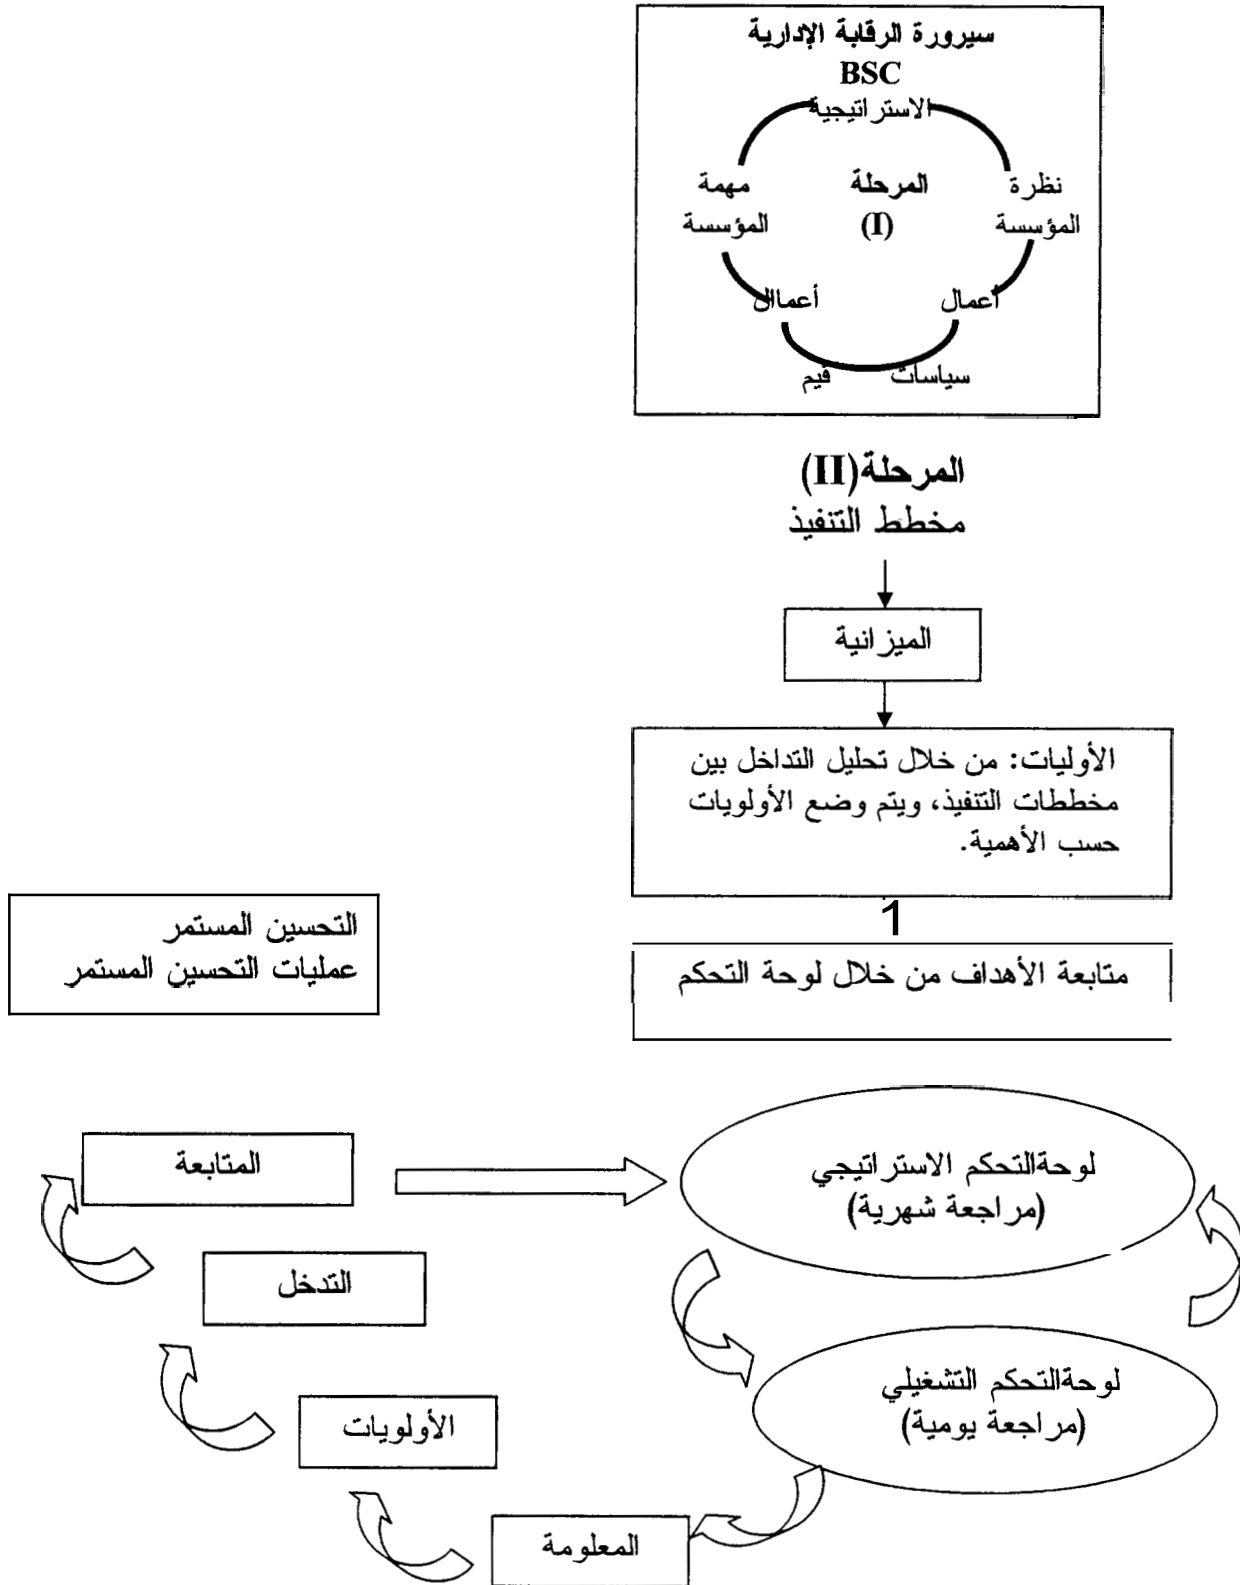 سيرورة الرقابة الإدارية
BSC
الاستراتيجية
نظرة
المؤسسة
المرحلة
(I)
مهمة
المؤسسة
أعمال
أعماال
سياسات
قيم
المرحلة(II)
مخطط التنفيذ
الميزانية
الأوليات: من خلال تحليل التداخل بين
مخططات التنفيذ، ويتم وضع الأولويات
حسب الأهمية.
1
متابعة الأهداف من خلال لوحة التحكم
التحسين المستمر
عمليات التحسين المستمر
لوحةالتحكم الاستراتيجي
(مراجعة شهرية)
المتابعة
التدخل
لوحةالتحكم التشغيلي
(مراجعة يومية)
الأولويات
المعلومة